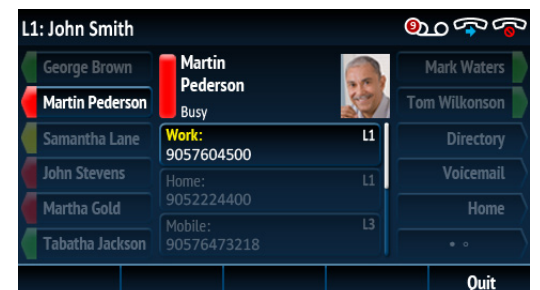 L1: John Smith
9
George Brown
Martin Pederson
Samantha Lane
John Stevens
Martha Gold
Tabatha Jackson
Martin
Pederson
Busy
Work: L1
9057604500
Home: L1
9052224400
Mobile: L3
90576473218
Mark Waters
Tom Wilkonson
Directory
Voicemail
Home
Quit